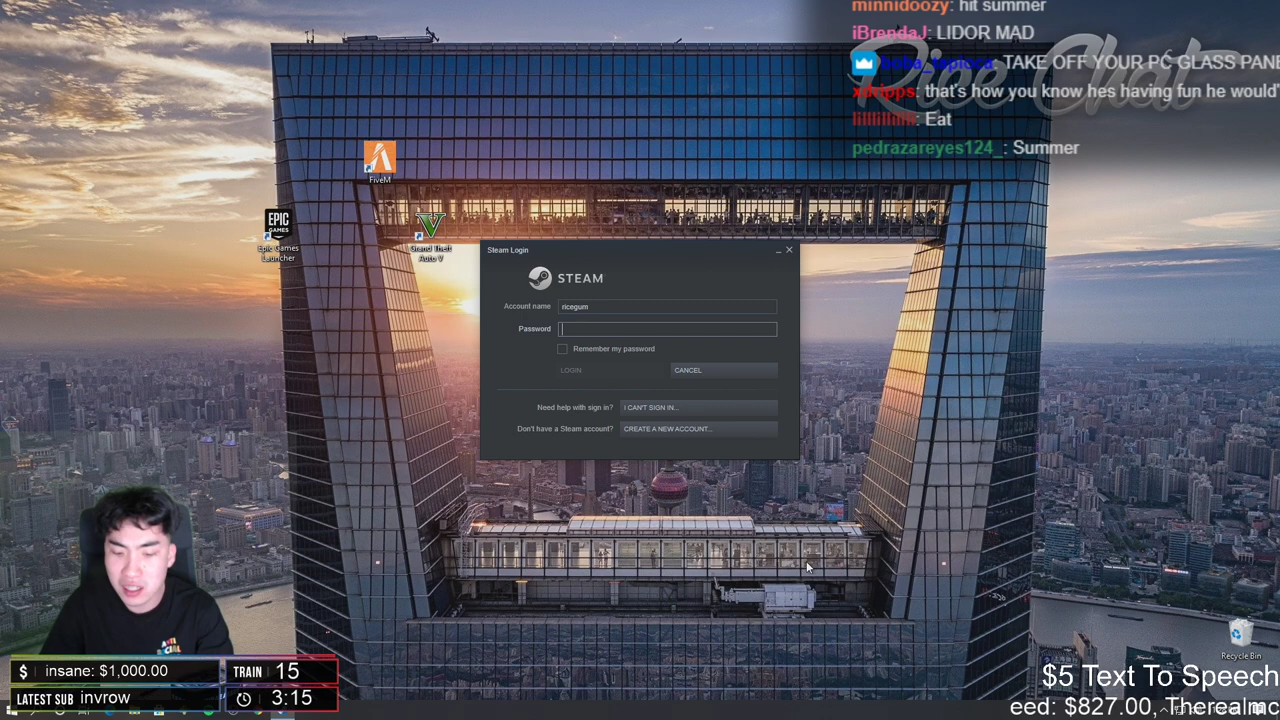 minnidoozy: hit summer
iBrendaJ: LIDOR MAD
Rice Chat
boba_tapioca: TAKE OFF YOUR PC GLASS PANE
xdripps: that's how you know hes having fun he would'
Eat
pedrazareyes124_: Summer
FiveM
EPIC GAMES
Epic Games
Launcher
V
Grand Theft
Auto V
Steam Login
STEAM
Account name ricegum
Password
Remember my password
LOGIN CANCEL
Need help with sign in? I CAN'T SIGN IN...
Don't have a Steam account? CREATE A NEW ACCOUNT...
Recycle Bin
$ insane: $1,000.00 TRAIN 15
LATEST SUB invrow 3:15
$5 Text To Speech
eed: $827.00, Therealmc